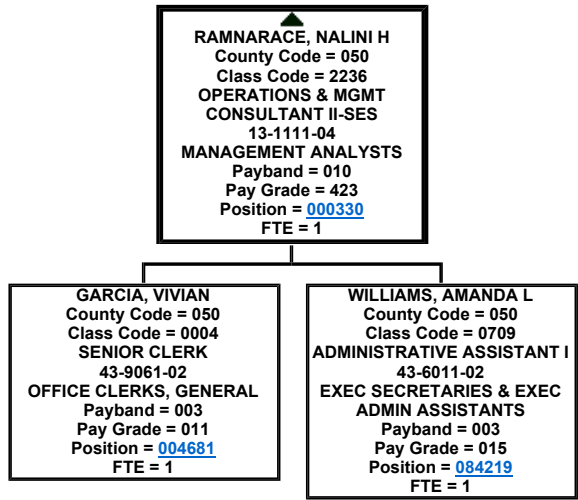 RAMNARACE, NALINI H
County Code = 050
Class Code = 2236
OPERATIONS & MGMT
CONSULTANT II-SES
13-1111-04
MANAGEMENT ANALYSTS
Payband = 010
Pay Grade = 423
Position = 000330
FTE = 1
GARCIA, VIVIAN
County Code = 050
Class Code = 0004
SENIOR CLERK
43-9061-02
OFFICE CLERKS, GENERAL
Payband = 003
Pay Grade = 011
Position = 004681
FTE = 1
WILLIAMS, AMANDA L
County Code = 050
Class Code = 0709
ADMINISTRATIVE ASSISTANT I
43-6011-02
EXEC SECRETARIES & EXEC
ADMIN ASSISTANTS
Payband = 003
Pay Grade = 015
Position = 084219
FTE = 1